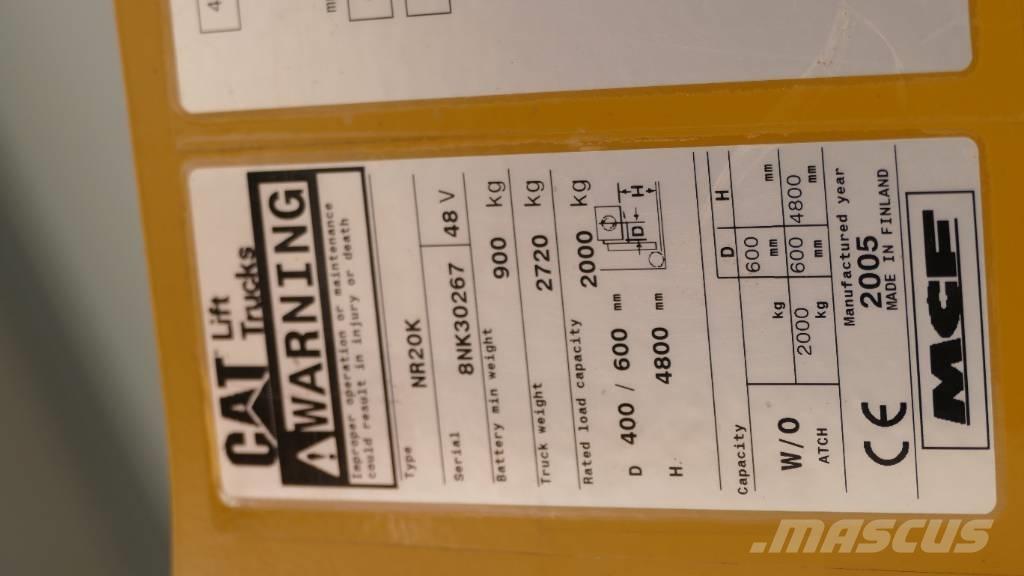 4
m
CAT Lift Trucks
WARNING
Improper operation or maintenance
could result in injury or death
Type NR20K
Serial 8NK30267 48 V
Battery min weight 900 kg
Truck weight 2720 kg
Rated load capacity 2000 kg
D 400 / 600 mm
H. 4800 mm
D
H
Capacity D H
W/O kg 600 mm mm
ATCH 2000 kg 600 mm 4800 mm
Manufactured year
2005
MADE IN FINLAND
CE
MCF
.MASCUS